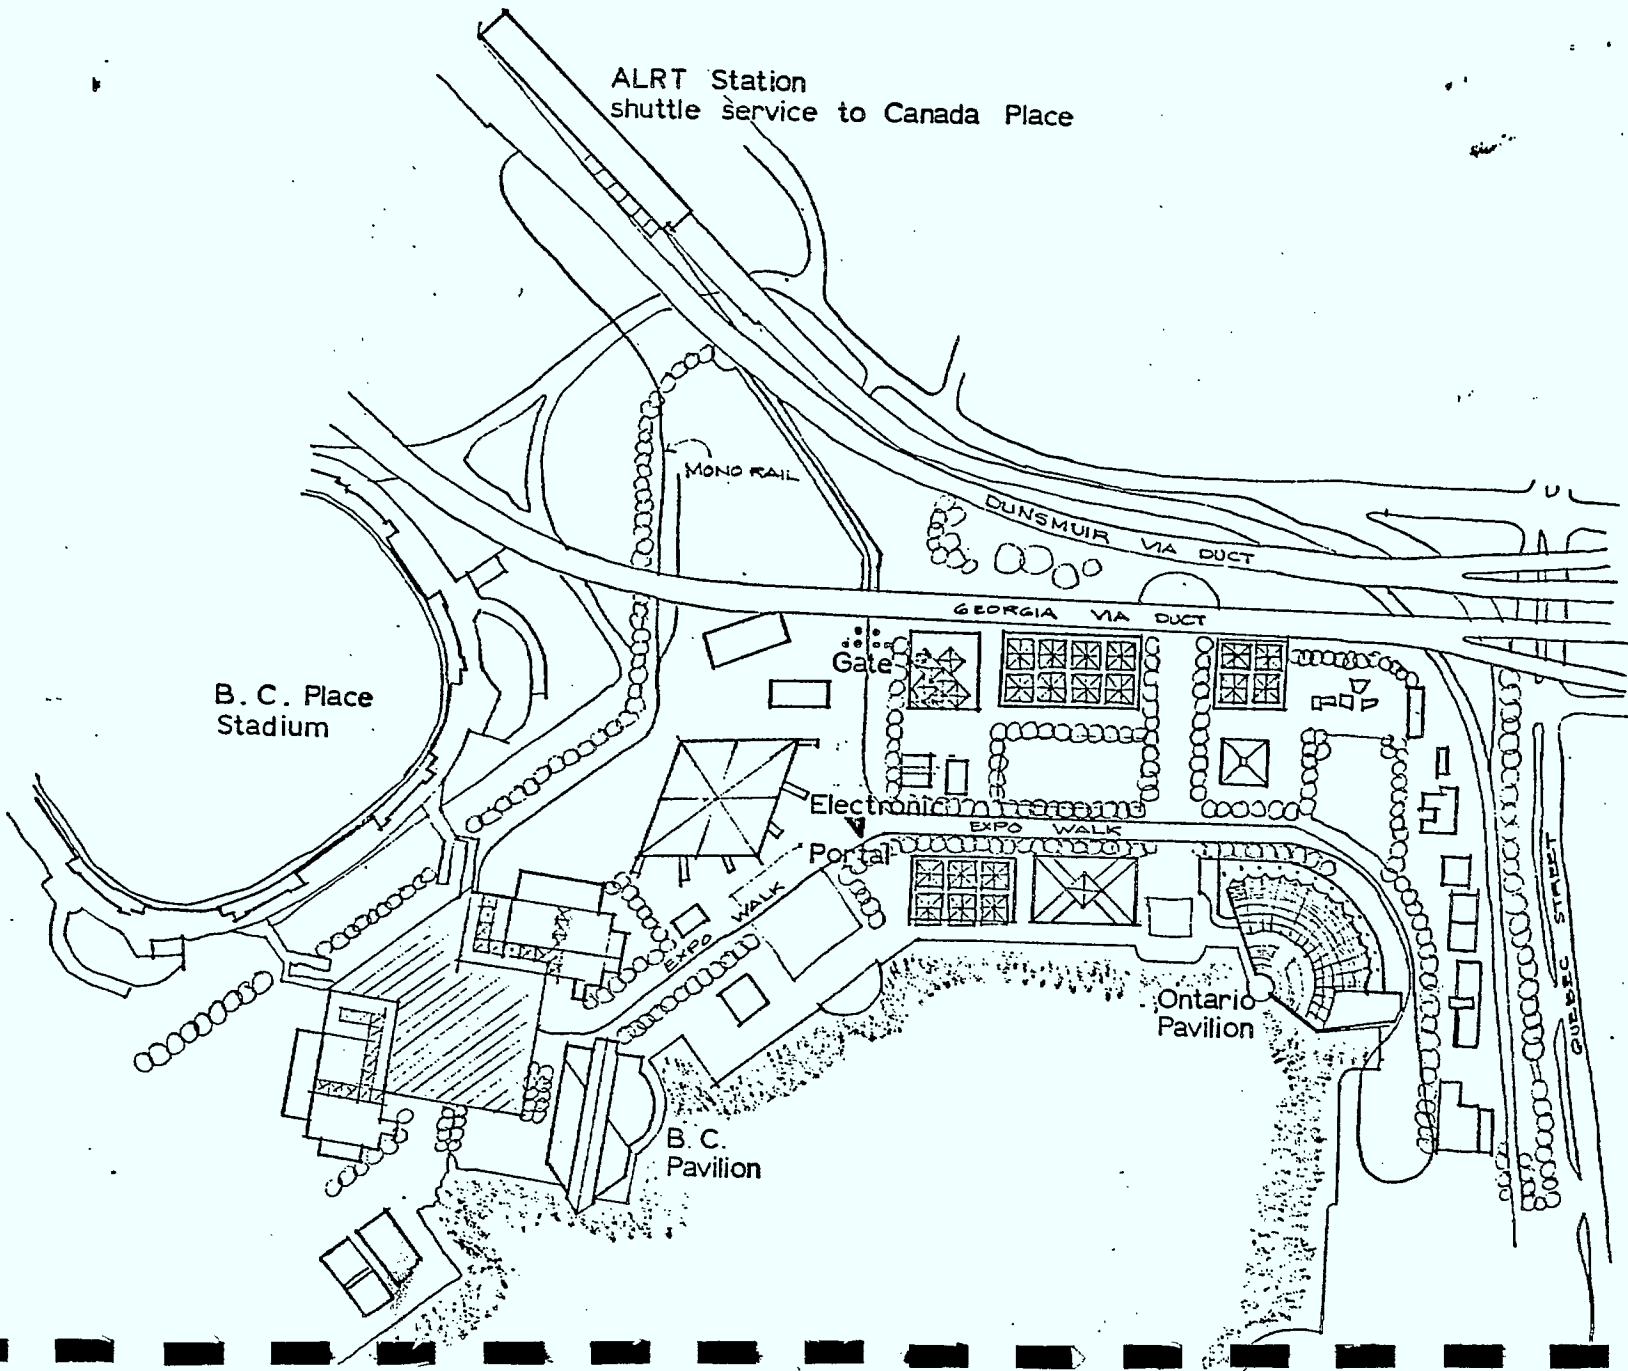 ALRT Station
shuttle service to Canada Place
MONO RAIL
DUNSMUIR VIA DUCT
GEORGIA VIA DUCT
Gate
B. C. Place
Stadium
Electronic
Portal
EXPO WALK
EXPO WALK
QUEBEC STREET
Ontario
Pavilion
B. C.
Pavilion